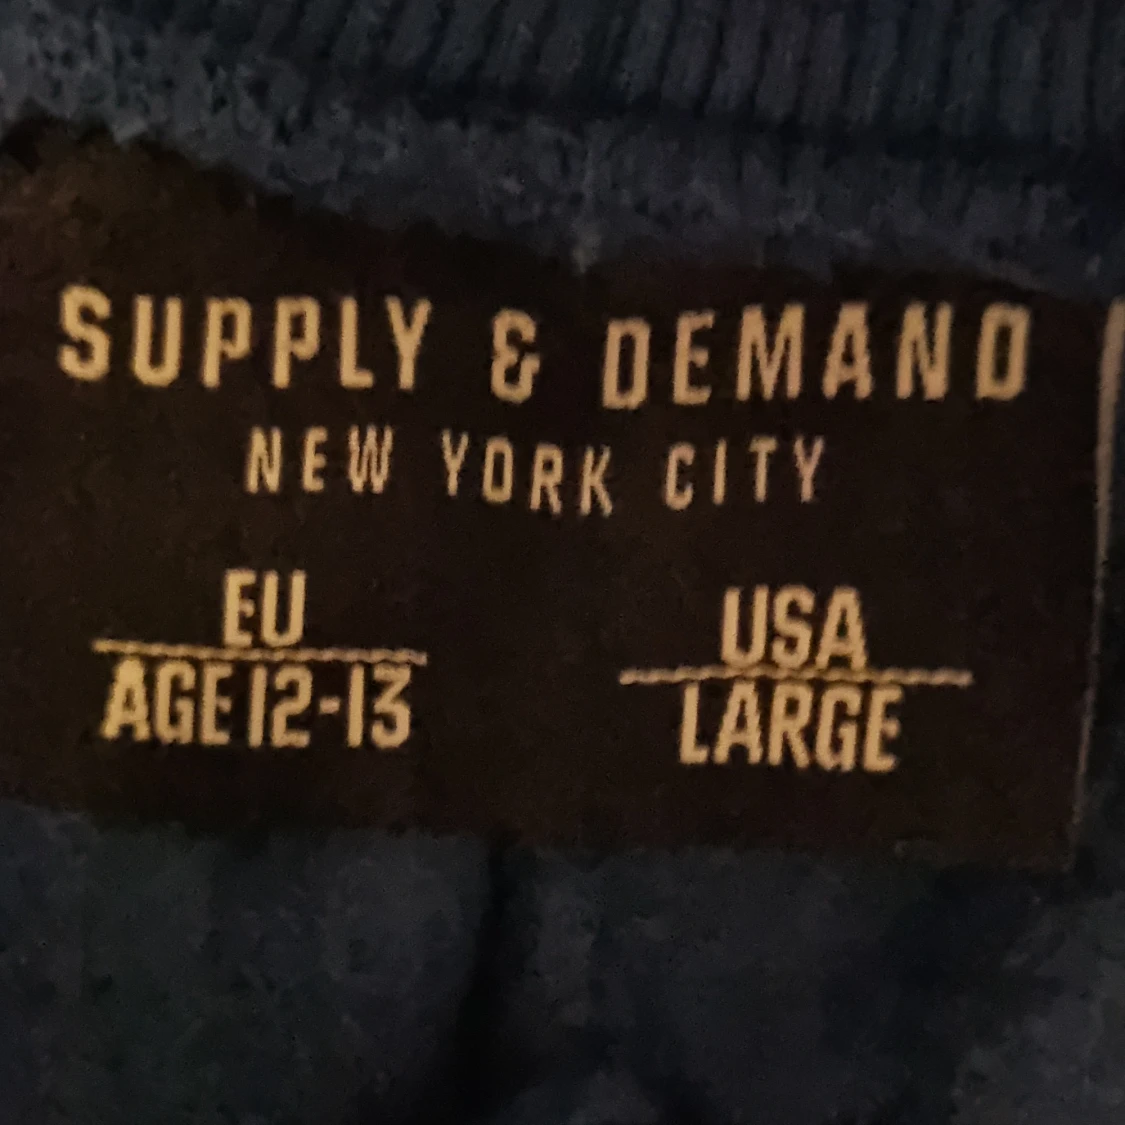 SUPPLY & DEMAND
NEW YORK CITY
EU
AGE 12-13
USA
LARGE